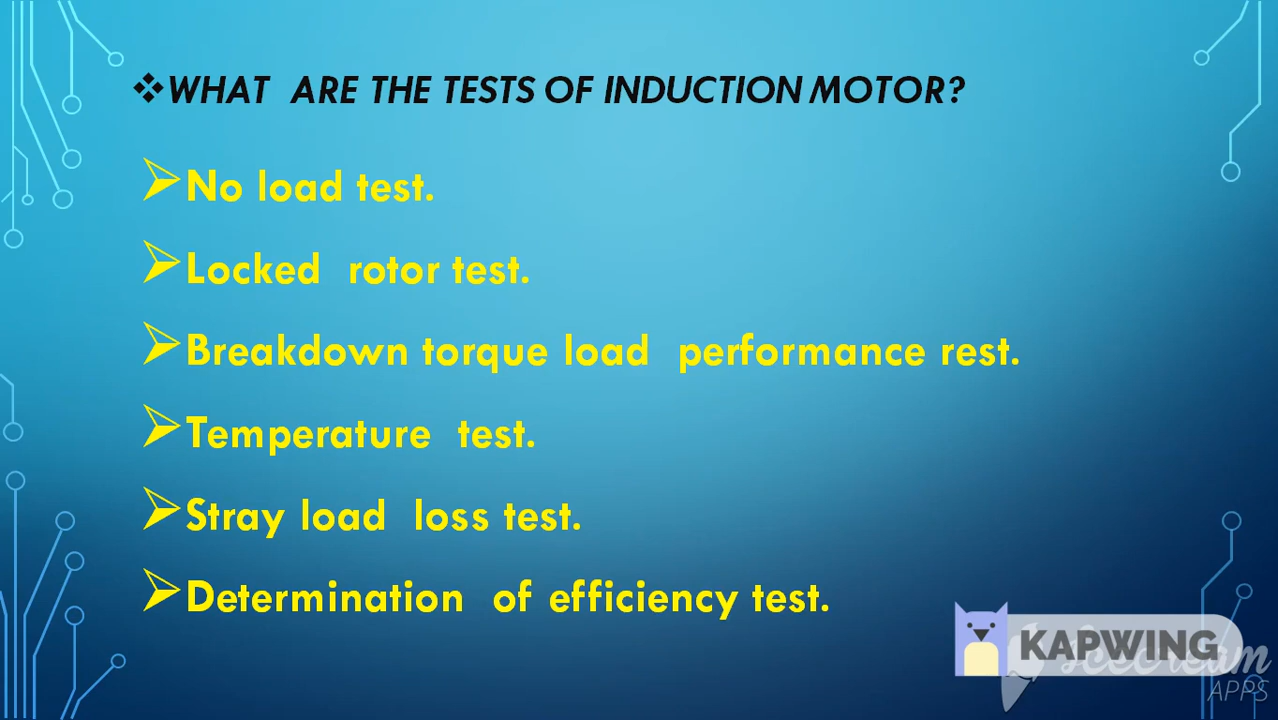 ❖WHAT ARE THE TESTS OF INDUCTION MOTOR?
➢No load test.
➢Locked rotor test.
➢Breakdown torque load performance rest.
➢Temperature test.
➢Stray load loss test.
➢Determination of efficiency test.
KAPWING
Icecream
APPS